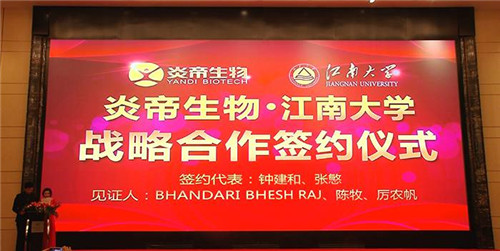 炎帝生物
YANDI BIOTECH
江南大学
JIANGNAN UNIVERSITY
炎帝生物·江南大学
战略合作签约仪式
签约代表：钟建和、张慜
见证人：BHANDARI BHESH RAJ、陈牧、厉农帆